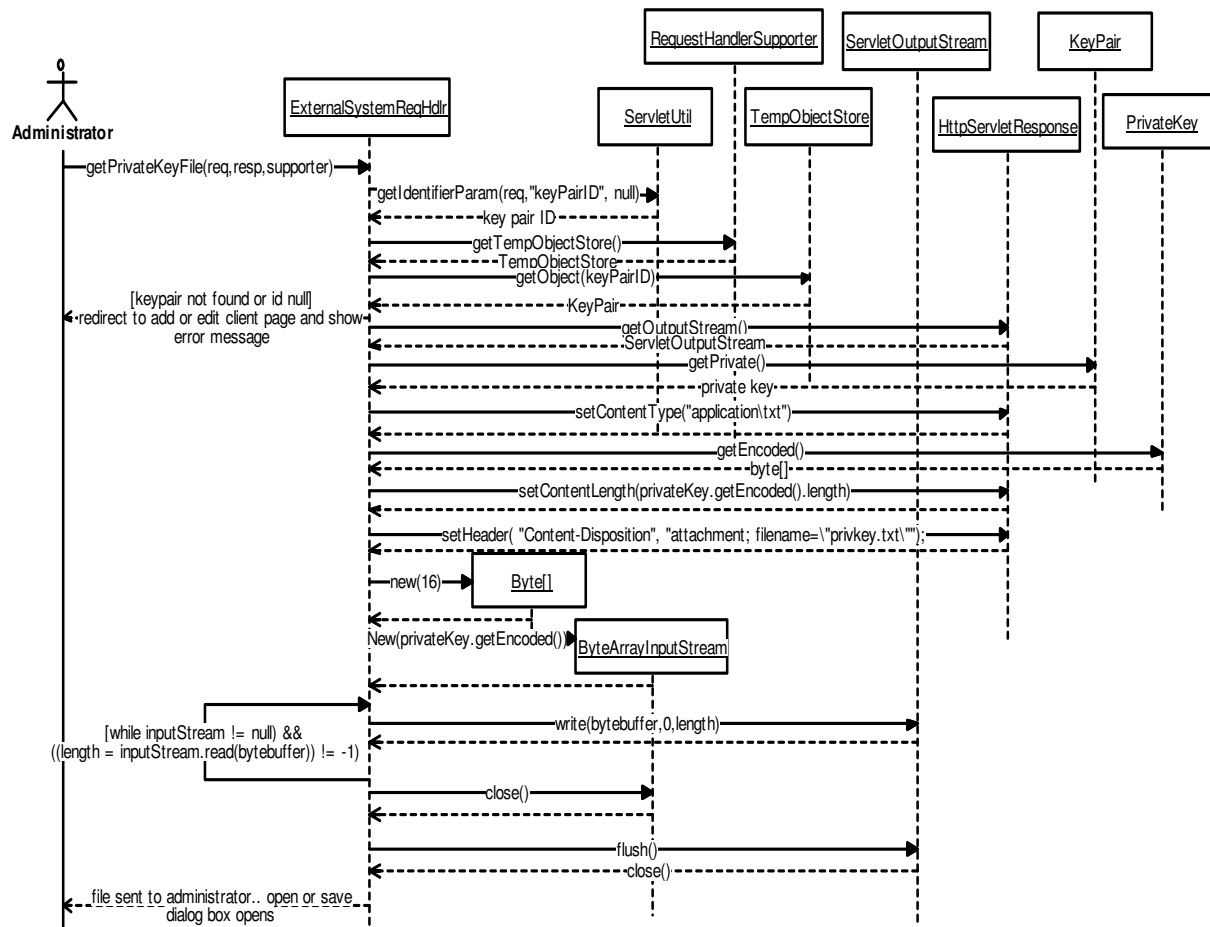 RequestHandlerSupporter
ServletOutputStream
KeyPair
Administrator
ExternalSystemReqHdlr
ServletUtil
TempObjectStore
HttpServletResponse
PrivateKey
getPrivateKeyFile(req,resp,supporter)
getIdentifierParam(req,"keyPairID", null)
key pair ID
getTempObjectStore()
TempObjectStore
getObject(keyPairID)
KeyPair
[keypair not found or id null]
redirect to add or edit client page and show
error message
getOutputStream()
ServletOutputStream
getPrivate()
private key
setContentType("application\txt")
getEncoded()
byte[]
setContentLength(privateKey.getEncoded().length)
setHeader( "Content-Disposition", "attachment; filename=\"privkey.txt\"");
new(16)
Byte[]
New(privateKey.getEncoded())
ByteArrayInputStream
[while inputStream != null) &&
((length = inputStream.read(bytebuffer)) != -1)
write(bytebuffer,0,length)
close()
flush()
close()
file sent to administrator.. open or save
dialog box opens